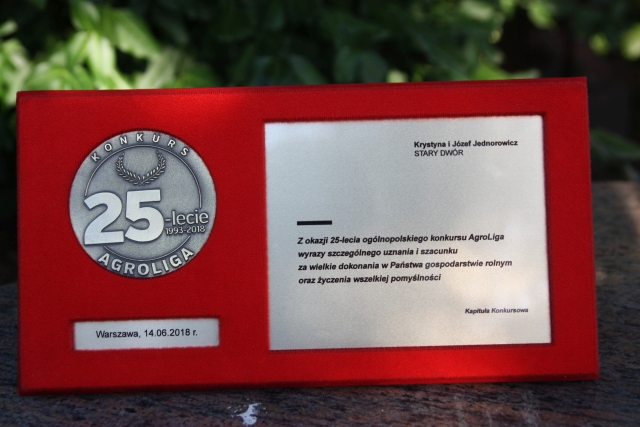 KONKURS
25-lecie
1993-2018
AGROLIGA
Warszawa, 14.06.2018 r.
Krystyna i Józef Jednorowicz
STARY DWÓR
Z okazji 25-lecia ogólnopolskiego konkursu AgroLiga
wyrazy szczególnego uznania i szacunku
za wielkie dokonania w Państwa gospodarstwie rolnym
oraz życzenia wszelkiej pomyślności
Kapituła Konkursowa